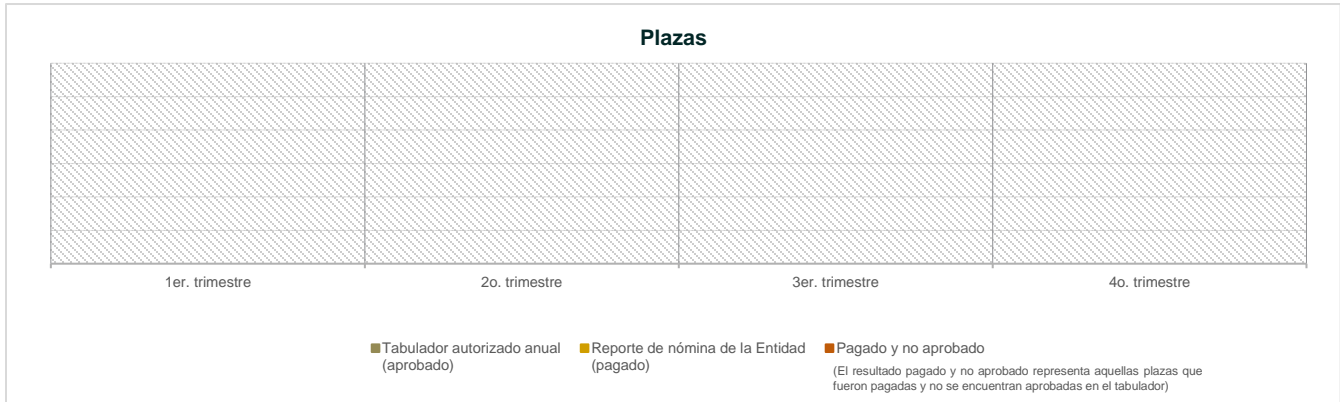 Plazas
1er. trimestre
2o. trimestre
3er. trimestre
4o. trimestre
Tabulador autorizado anual
(aprobado)
Reporte de nómina de la Entidad
(pagado)
Pagado y no aprobado
(El resultado pagado y no aprobado representa aquellas plazas que
fueron pagadas y no se encuentran aprobadas en el tabulador)